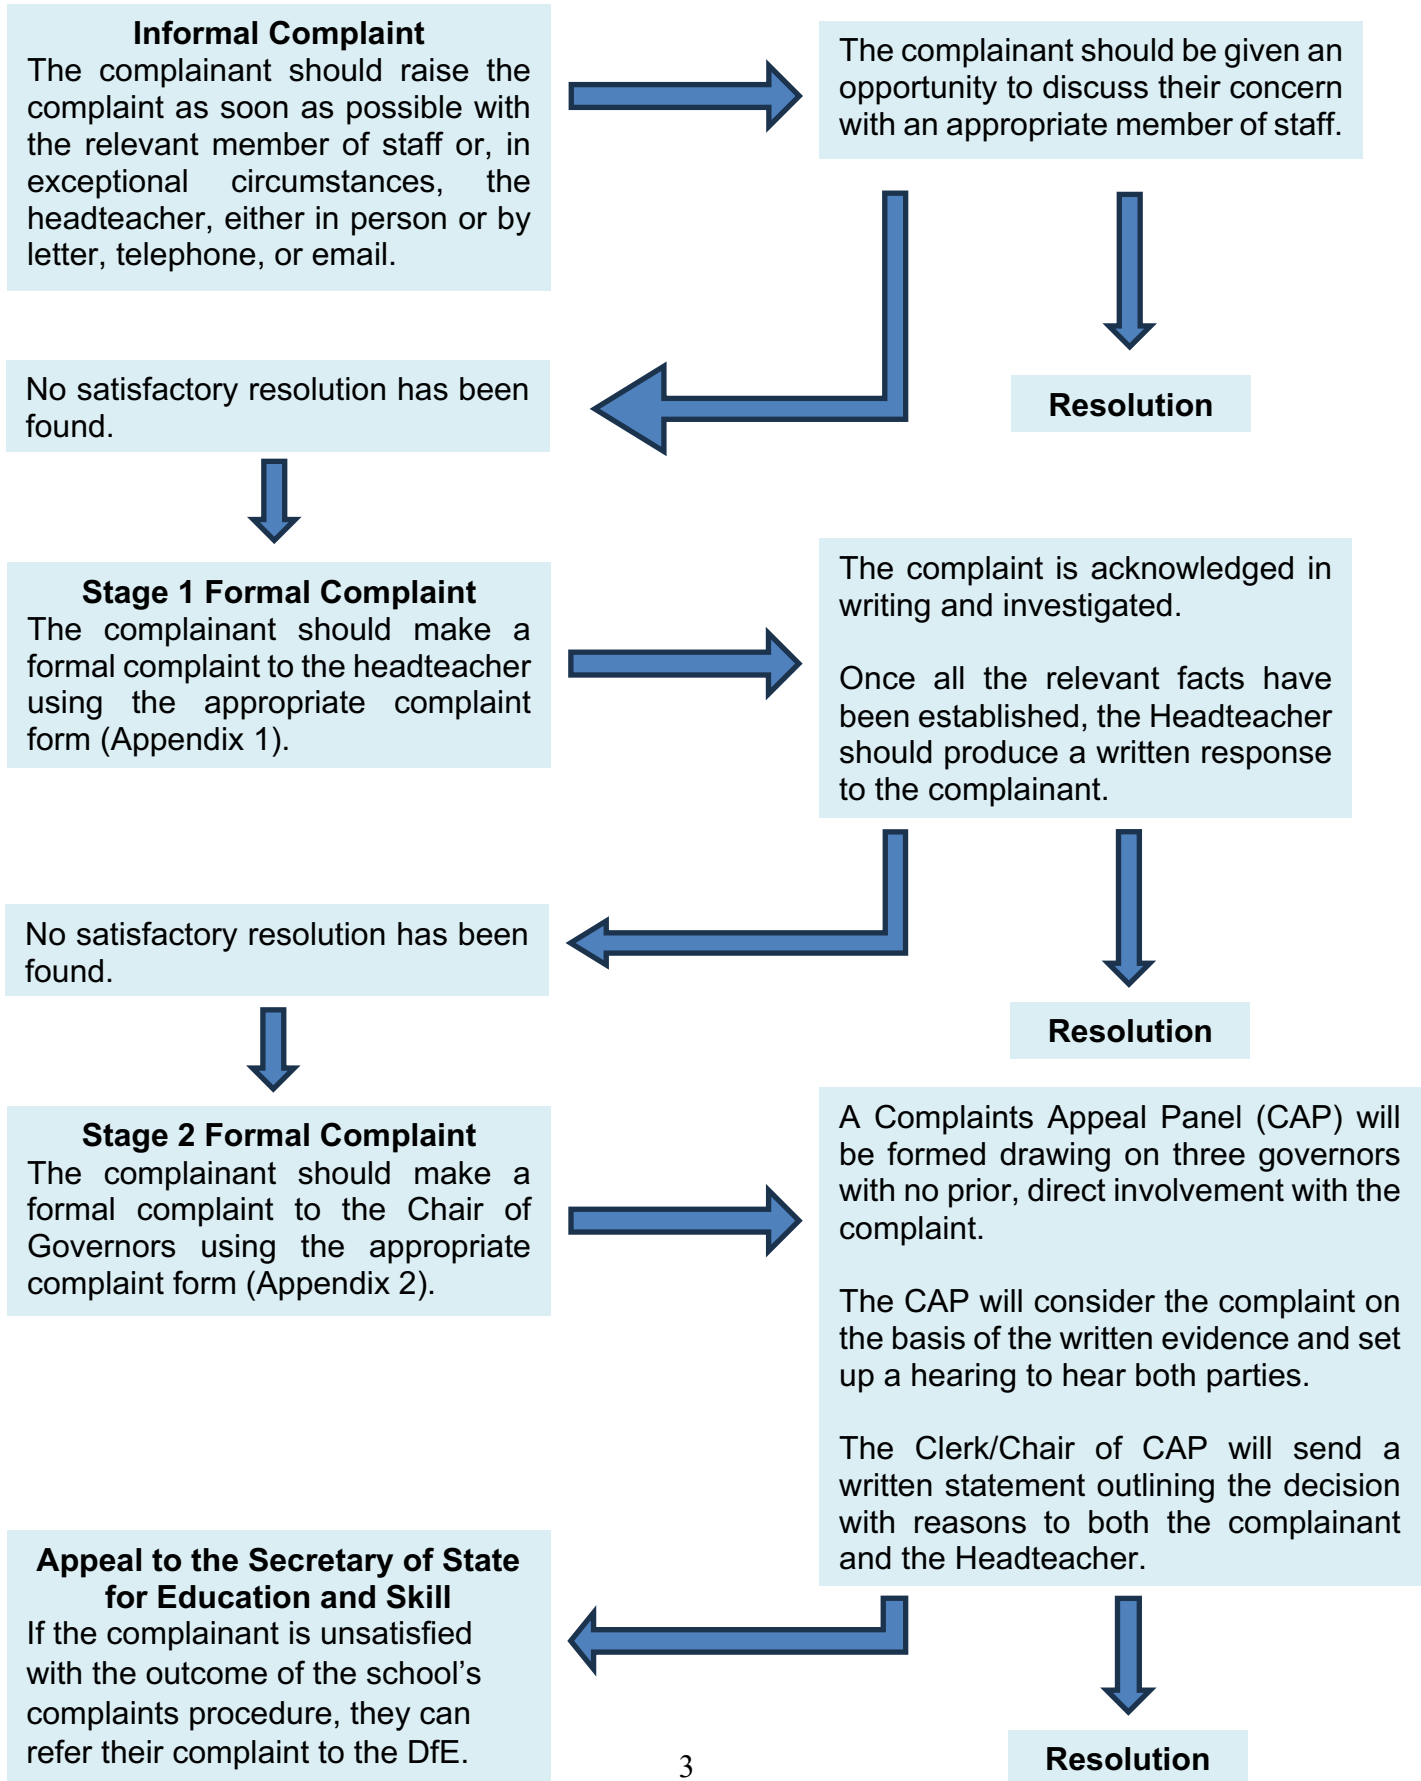 Informal Complaint
The complainant should raise the
complaint as soon as possible with
the relevant member of staff or, in
exceptional circumstances, the
headteacher, either in person or by
letter, telephone, or email.
The complainant should be given an
opportunity to discuss their concern
with an appropriate member of staff.
No satisfactory resolution has been
found.
Resolution
Stage 1 Formal Complaint
The complainant should make a
formal complaint to the headteacher
using the appropriate complaint
form (Appendix 1).
The complaint is acknowledged in
writing and investigated.
Once all the relevant facts have
been established, the Headteacher
should produce a written response
to the complainant.
No satisfactory resolution has been
found.
Resolution
Stage 2 Formal Complaint
The complainant should make a
formal complaint to the Chair of
Governors using the appropriate
complaint form (Appendix 2).
A Complaints Appeal Panel (CAP) will
be formed drawing on three governors
with no prior, direct involvement with the
complaint.
The CAP will consider the complaint on
the basis of the written evidence and set
up a hearing to hear both parties.
The Clerk/Chair of CAP will send a
written statement outlining the decision
with reasons to both the complainant
and the Headteacher.
Appeal to the Secretary of State
for Education and Skill
If the complainant is unsatisfied
with the outcome of the school's
complaints procedure, they can
refer their complaint to the DfE.
Resolution
3